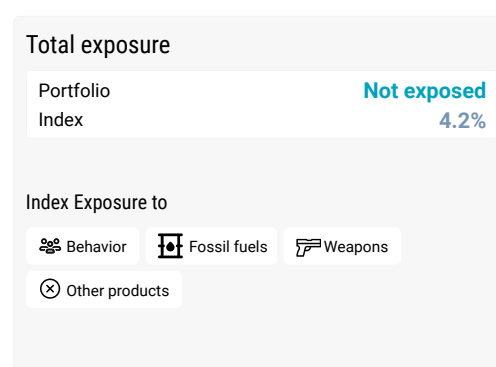 Total exposure
Portfolio Not exposed
Index 4.2%
Index Exposure to
Behavior Fossil fuels Weapons
Other products